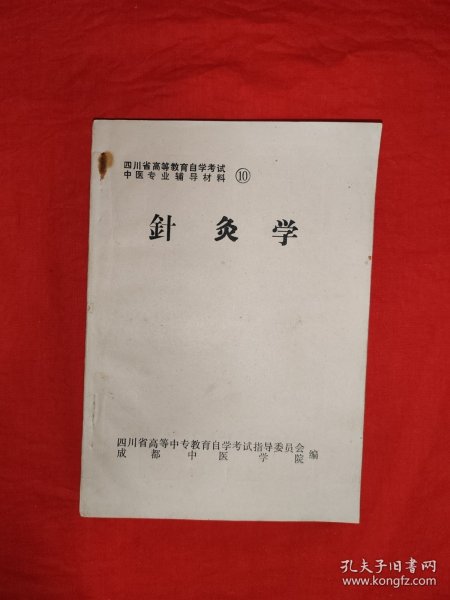 四川省高等教育自学考试
中医专业辅导材料 ⑩
針灸学
四川省高等中专教育自学考试指导委员会
成都中医学院 编
孔夫子旧书网
www.kongfz.com